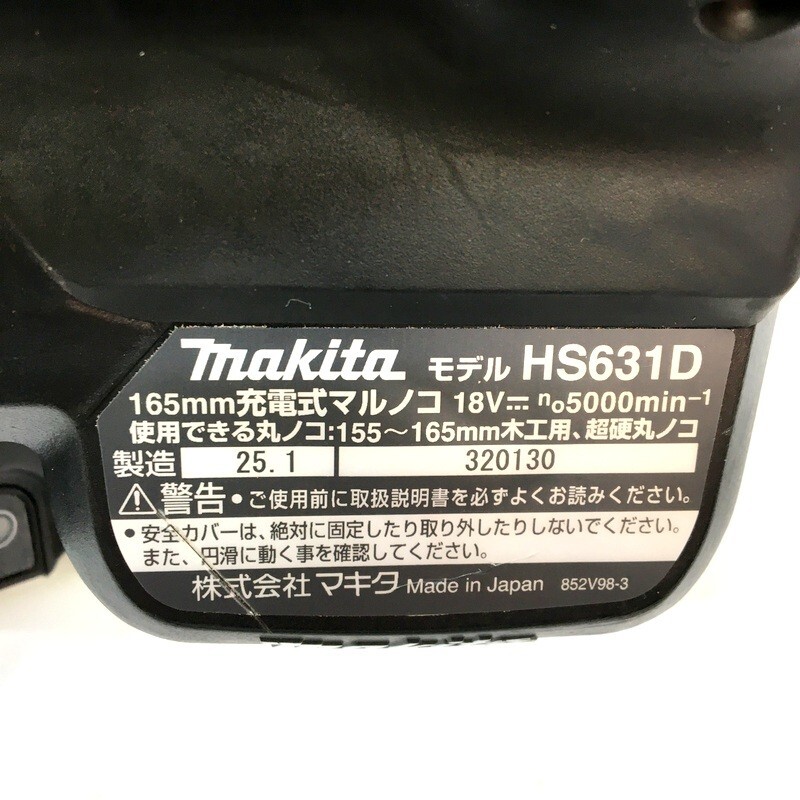 makita モデル HS631D
165mm充電式マルノコ 18V⎓ n₀5000min⁻¹
使用できる丸ノコ:155〜165mm木工用、超硬丸ノコ
製造 25.1 320130
⚠警告 • ご使用前に取扱説明書を必ずよくお読みください。
• 安全カバーは、絶対に固定したり取り外したりしないでください。
また、円滑に動く事を確認してください。
株式会社 マキタ Made in Japan 852V98-3